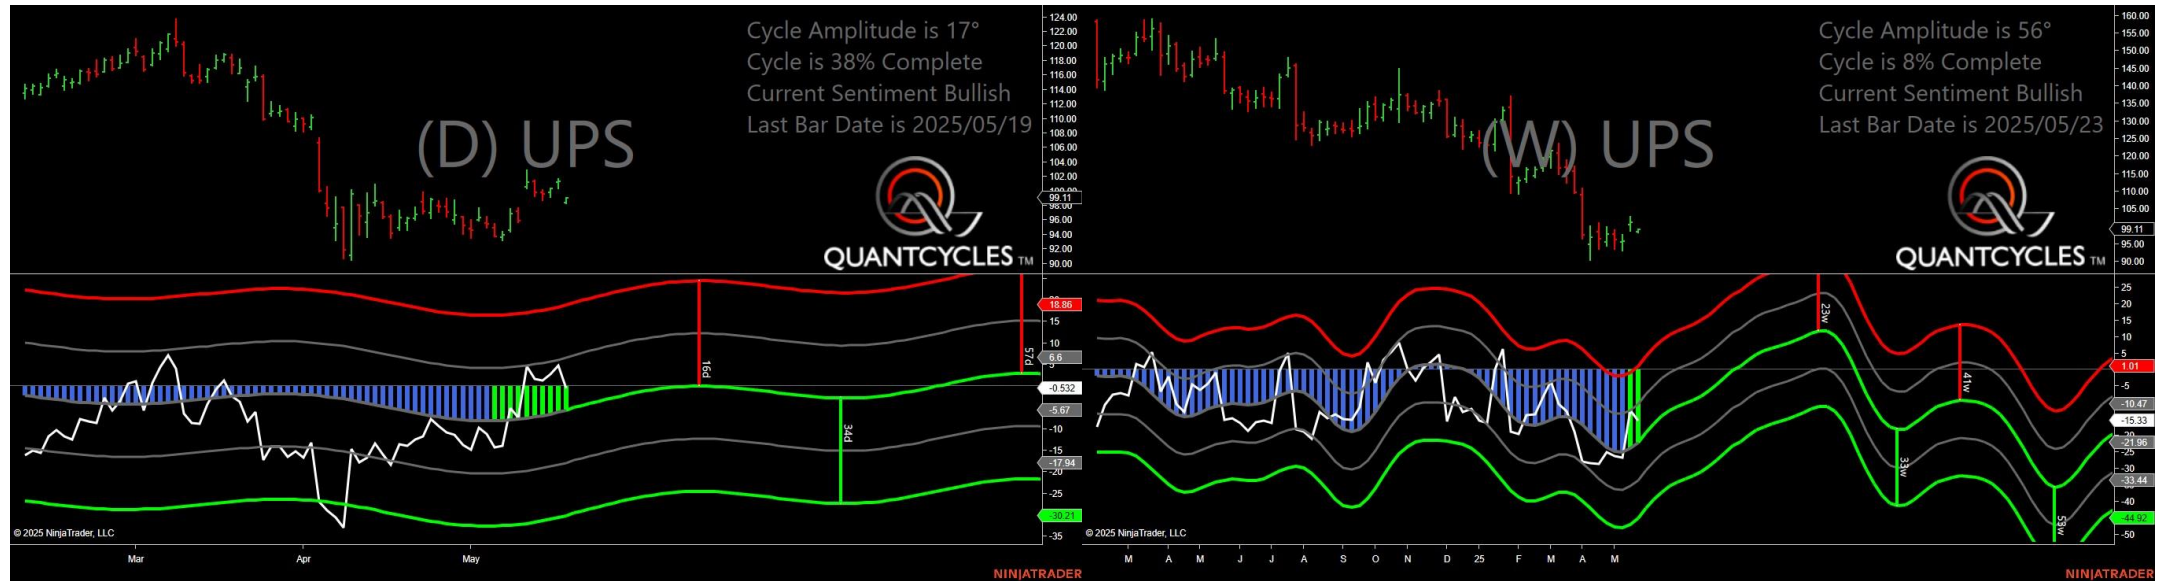 Cycle Amplitude is 17°
Cycle is 38% Complete
Current Sentiment Bullish
Last Bar Date is 2025/05/19
(D) UPS
QUANTCYCLES TM
124.00
122.00
120.00
118.00
116.00
114.00
112.00
110.00
108.00
106.00
104.00
102.00
99.11
98.00
96.00
94.00
92.00
90.00
18.86
15
10
6.6
5
-0.532
-5.67
-10
-15
-17.94
-20
-25
-30.21
-35
16d
34d
57d
© 2025 NinjaTrader, LLC
Mar
Apr
May
NINJATRADER
Cycle Amplitude is 56°
Cycle is 8% Complete
Current Sentiment Bullish
Last Bar Date is 2025/05/23
(W) UPS
QUANTCYCLES TM
160.00
155.00
150.00
145.00
140.00
135.00
130.00
125.00
120.00
115.00
110.00
105.00
99.11
95.00
90.00
25
20
15
10
5
1.01
-5
-10.47
-15.33
-21.96
-25
-30
-33.44
-40
-44.92
-50
23w
33w
41w
53w
© 2025 NinjaTrader, LLC
M A M J J A S O N D 25 F M A M
NINJATRADER